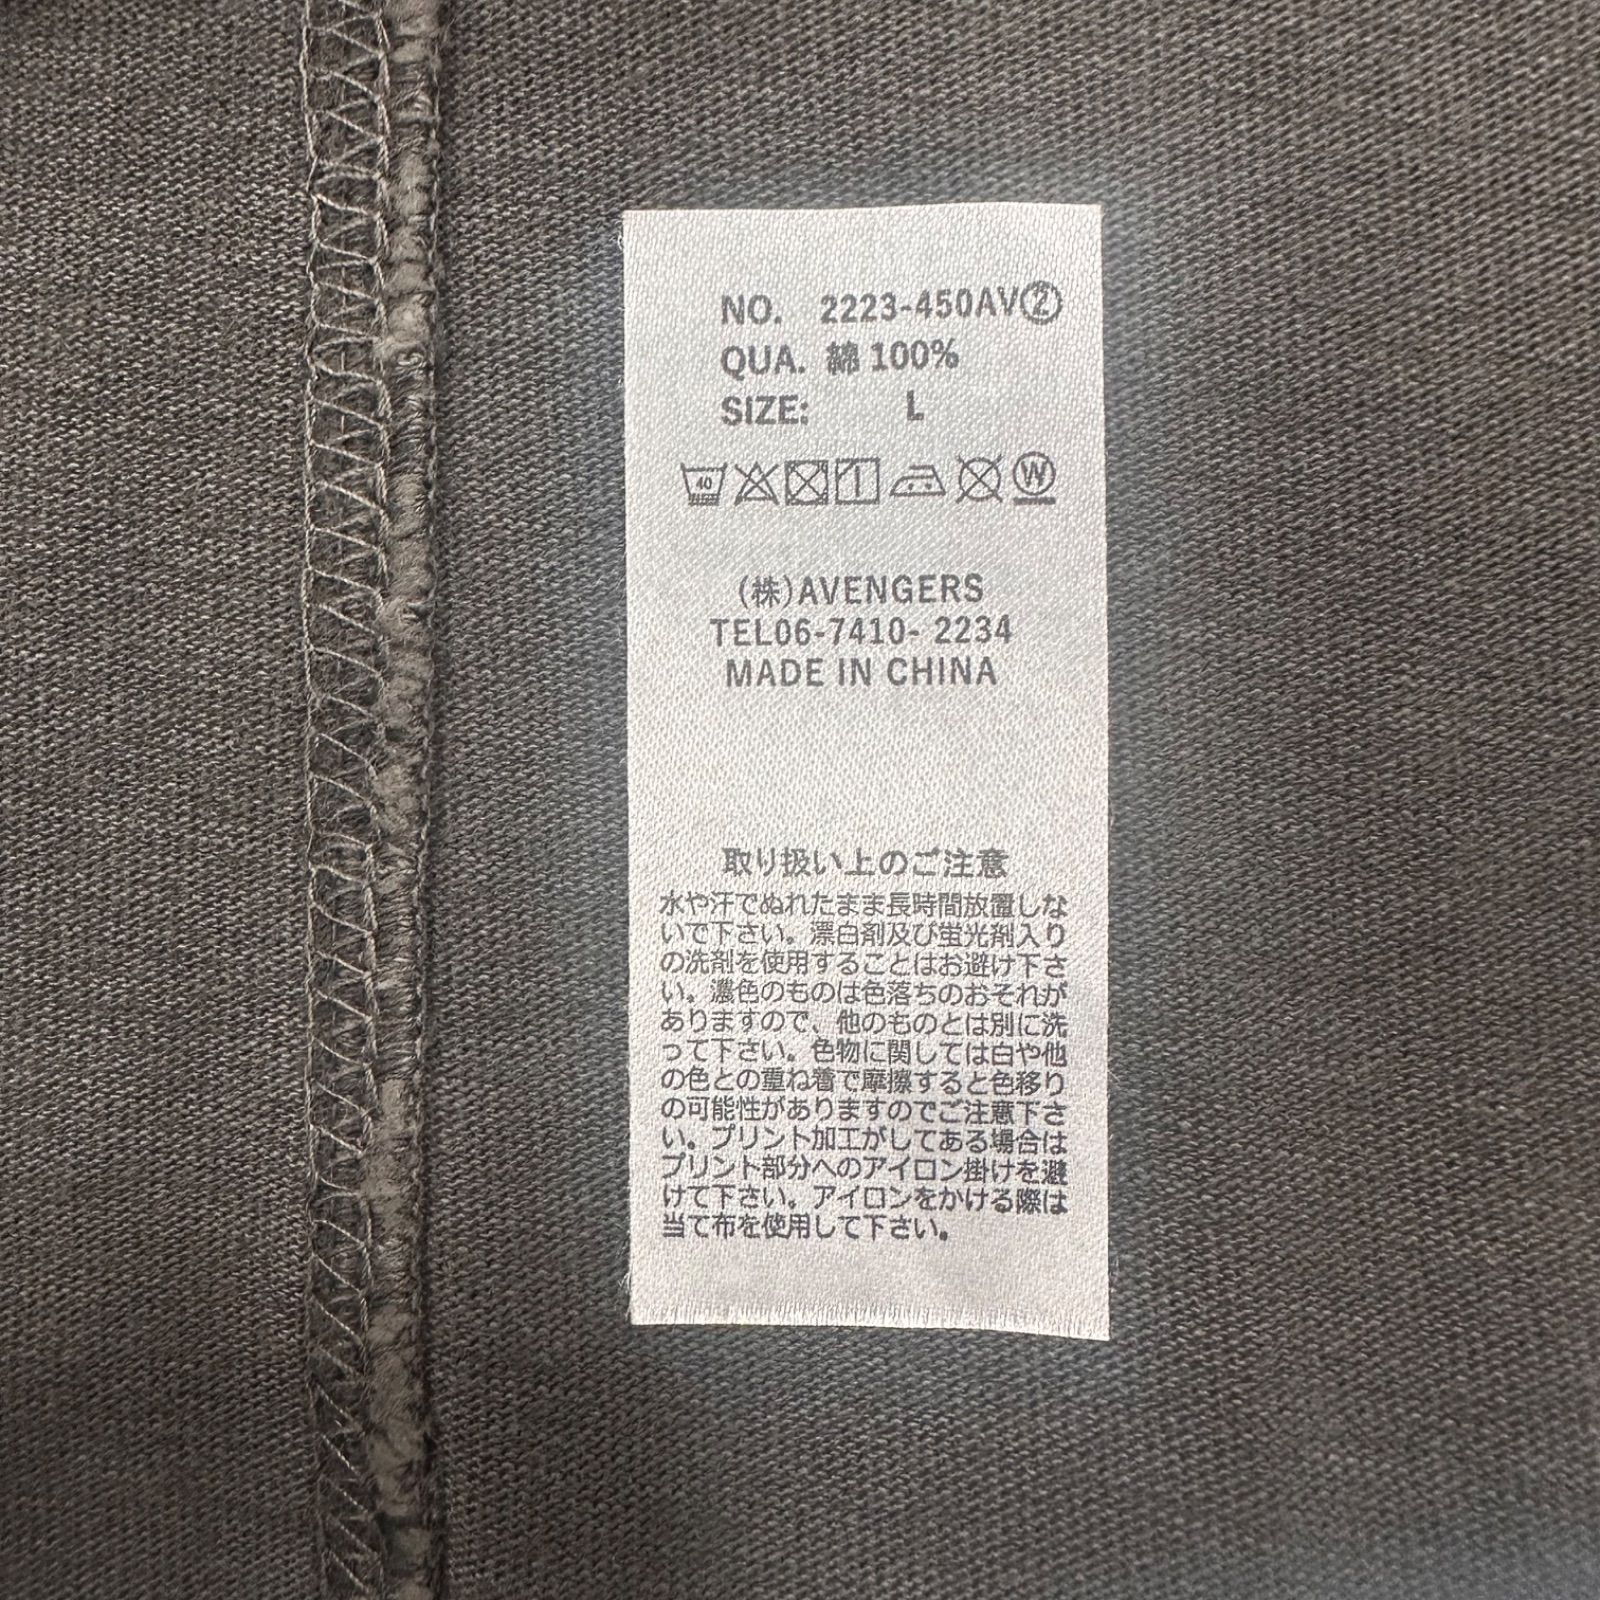 NO. 2223-450AV②
QUA. 綿 100%
SIZE: L
40
W
(株)AVENGERS
TEL06-7410- 2234
MADE IN CHINA
取り扱い上のご注意
水や汗でぬれたまま長時間放置しな
いで下さい。漂白剤及び蛍光剤入り
の洗剤を使用することはお避け下さ
い。濃色のものは色落ちのおそれが
ありますので、他のものとは別に洗
って下さい。色物に関しては白や他
の色との重ね着で摩擦すると色移り
の可能性がありますのでご注意下さ
い。プリント加工がしてある場合は
プリント部分へのアイロン掛けを避
けて下さい。アイロンをかける際は
当て布を使用して下さい。